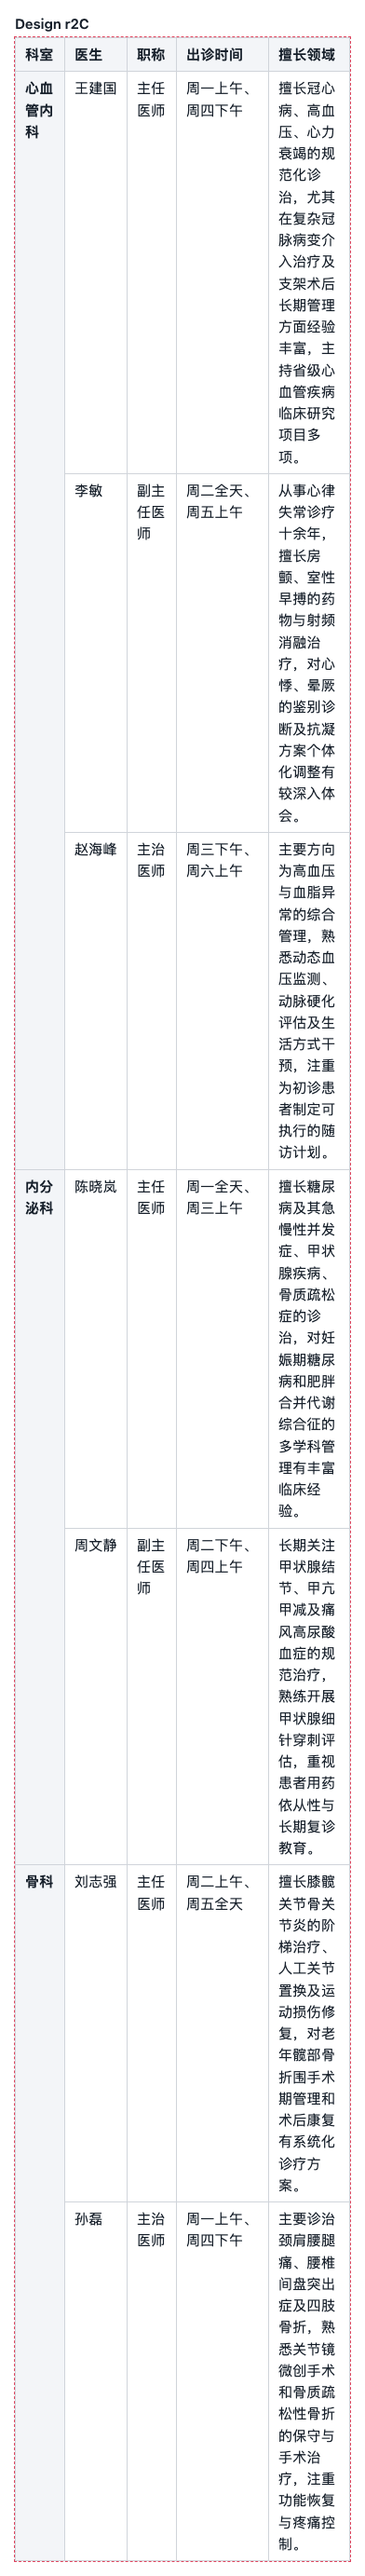 Design r2C
科室 医生 职称 出诊时间 擅长领域
心血 王建国 主任 周一上午、 擅长冠心
管内 医师 周四下午 病、高血
科 压、心力
衰竭的规
范化诊
治，尤其
在复杂冠
脉病变介
入治疗及
支架术后
长期管理
方面经验
丰富，主
持省级心
血管疾病
临床研究
项目多
项。
李敏 副主 周二全天、 从事心律
任医 周五上午 失常诊疗
师 十余年，
擅长房
颤、室性
早搏的药
物与射频
消融治
疗，对心
悸、晕厥
的鉴别诊
断及抗凝
方案个体
化调整有
较深入体
会。
赵海峰 主治 周三下午、 主要方向
医师 周六上午 为高血压
与血脂异
常的综合
管理，熟
悉动态血
压监测、
动脉硬化
评估及生
活方式干
预，注重
为初诊患
者制定可
执行的随
访计划。
内分 陈晓岚 主任 周一全天、 擅长糖尿
泌科 医师 周三上午 病及其急
慢性并发
症、甲状
腺疾病、
骨质疏松
症的诊
治，对妊
娠期糖尿
病和肥胖
合并代谢
综合征的
多学科管
理有丰富
临床经
验。
周文静 副主 周二下午、 长期关注
任医 周四上午 甲状腺结
师 节、甲亢
甲减及痛
风高尿酸
血症的规
范治疗，
熟练开展
甲状腺细
针穿刺评
估，重视
患者用药
依从性与
长期复诊
教育。
骨科 刘志强 主任 周二上午、 擅长膝髋
医师 周五全天 关节骨关
节炎的阶
梯治疗、
人工关节
置换及运
动损伤修
复，对老
年髋部骨
折围手术
期管理和
术后康复
有系统化
诊疗方
案。
孙磊 主治 周一上午、 主要诊治
医师 周四下午 颈肩腰腿
痛、腰椎
间盘突出
症及四肢
骨折，熟
悉关节镜
微创手术
和骨质疏
松性骨折
的保守与
手术治
疗，注重
功能恢复
与疼痛控
制。